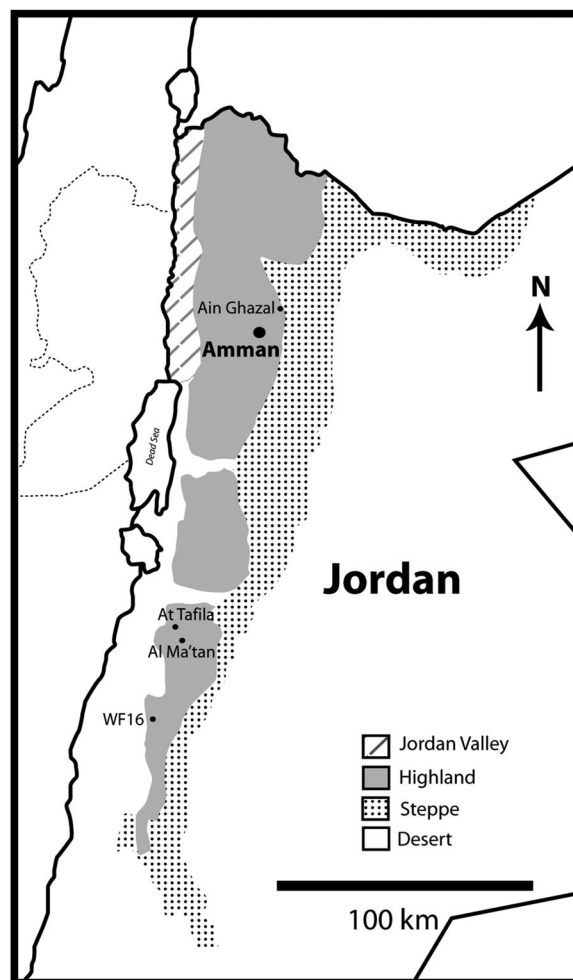 N
Ain Ghazal
Amman
Dead Sea
Jordan
At Tafila
Al Ma'tan
WF16
Jordan Valley
Highland
Steppe
Desert
100 km